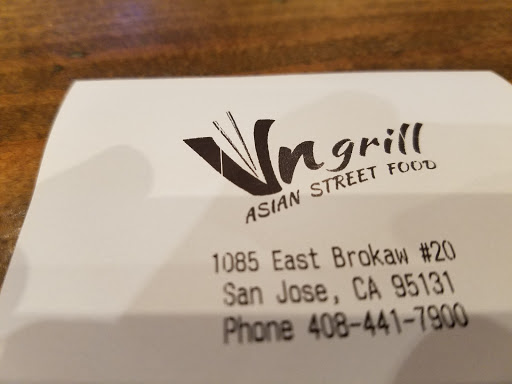 Vn grill
ASIAN STREET FOOD
1085 East Brokaw #20
San Jose, CA 95131
Phone 408-441-7900